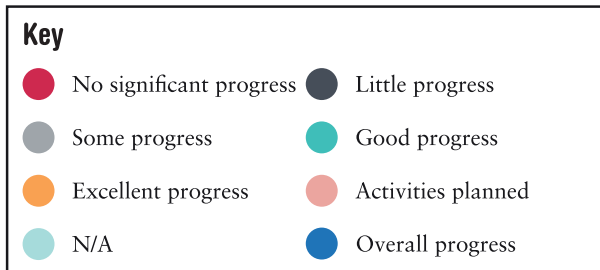 Key
No significant progress Little progress
Some progress Good progress
Excellent progress Activities planned
N/A Overall progress